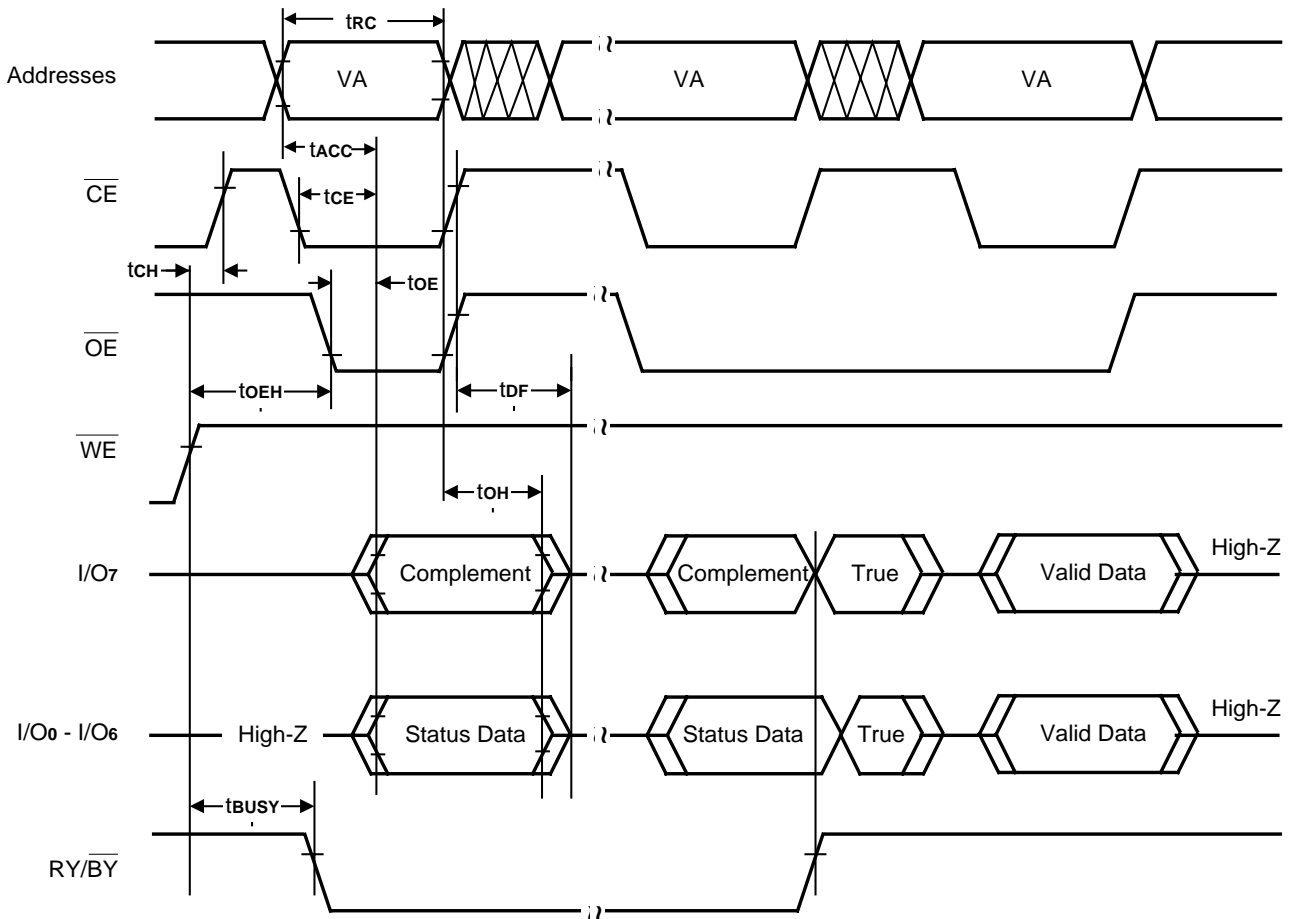 tRC
Addresses VA VA VA
tACC
CE
tCE
tCH
tOE
OE
tOEH
tDF
WE
tOH
I/O7 Complement Complement True Valid Data High-Z
I/O0 - I/O6 High-Z Status Data Status Data True Valid Data High-Z
tBUSY
RY/BY